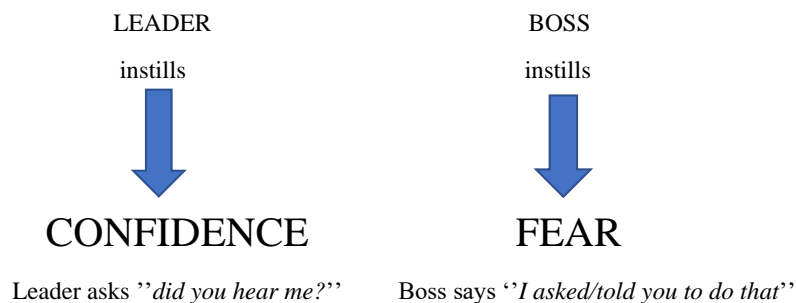 LEADER
instills
CONFIDENCE
Leader asks ’’did you hear me?’’
BOSS
instills
FEAR
Boss says ‘’I asked/told you to do that’’